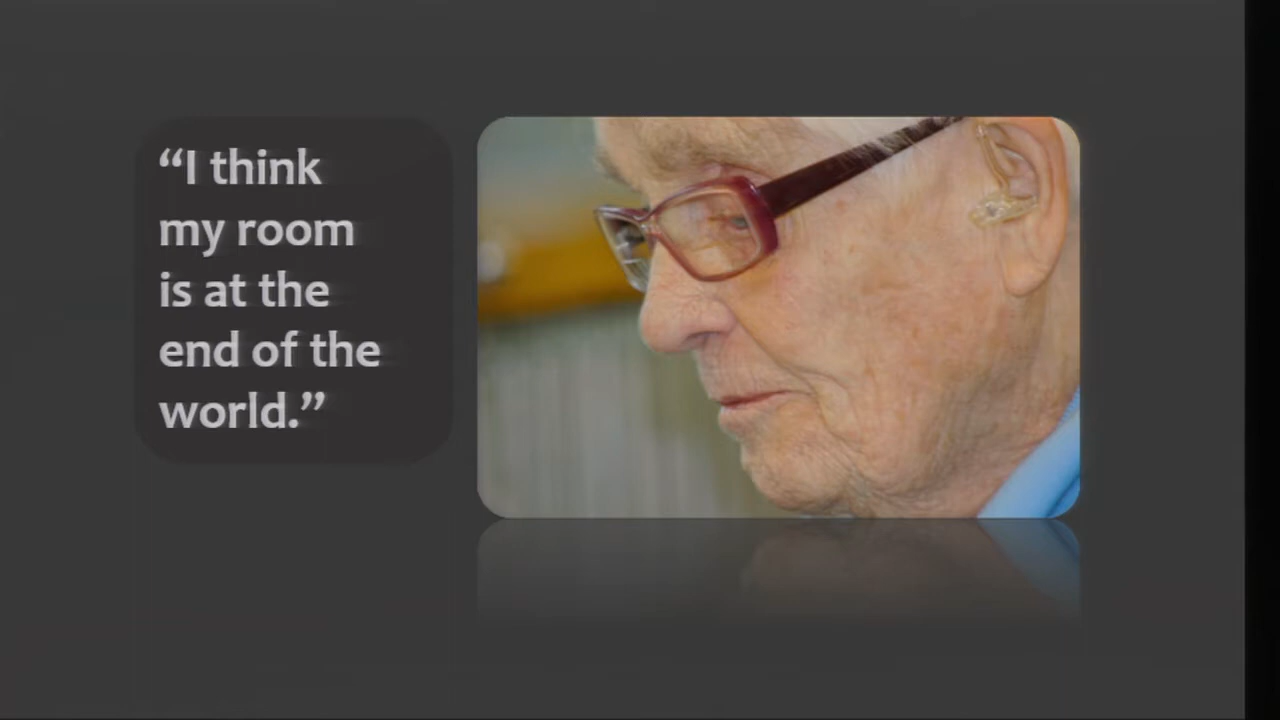 “I think
my room
is at the
end of the
world.”